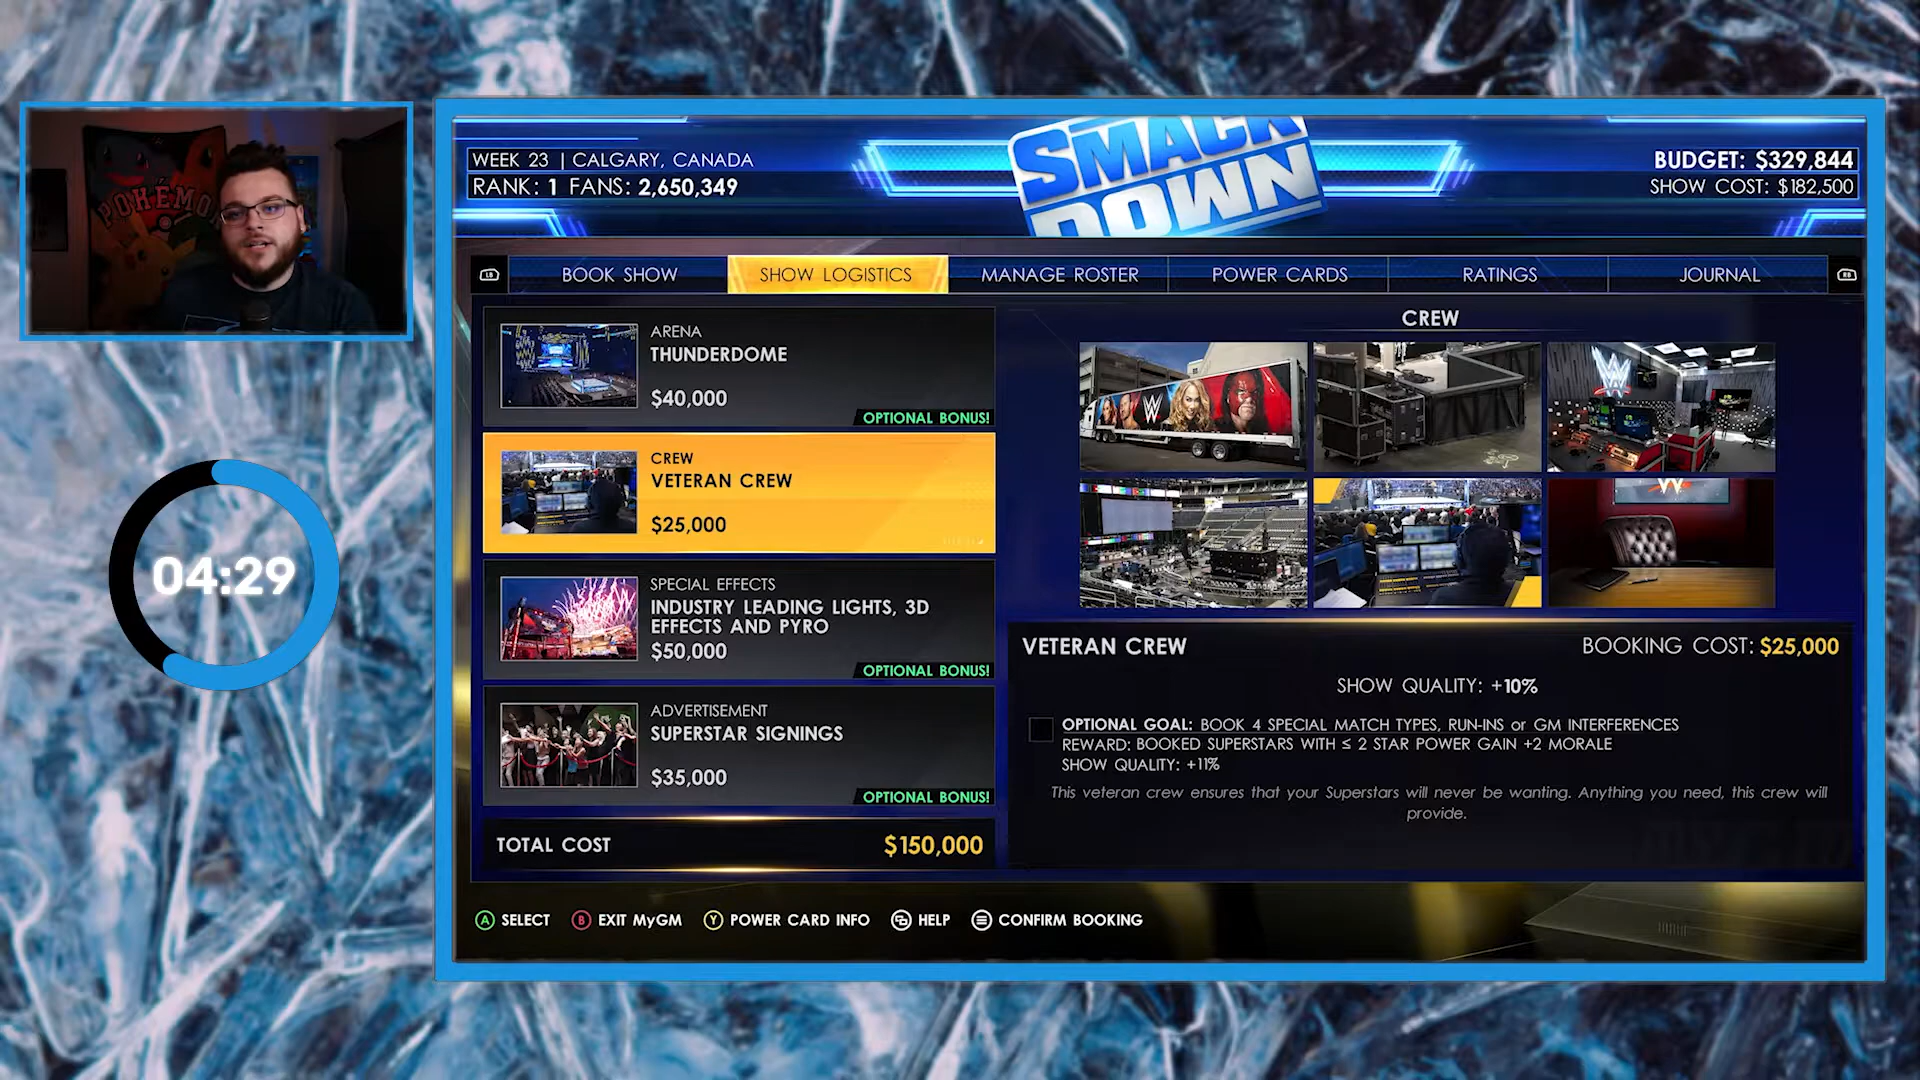 POKÉMO
04:29
WEEK 23 | CALGARY, CANADA
RANK: 1 FANS: 2,650,349
SMACK
DOWN
BUDGET: $329,844
SHOW COST: $182,500
LB
BOOK SHOW
SHOW LOGISTICS
MANAGE ROSTER
POWER CARDS
RATINGS
JOURNAL
RB
ARENA
THUNDERDOME
$40,000
OPTIONAL BONUS!
CREW
VETERAN CREW
$25,000
SPECIAL EFFECTS
INDUSTRY LEADING LIGHTS, 3D
EFFECTS AND PYRO
$50,000
OPTIONAL BONUS!
ADVERTISEMENT
SUPERSTAR SIGNINGS
$35,000
OPTIONAL BONUS!
TOTAL COST
$150,000
CREW
VETERAN CREW
BOOKING COST: $25,000
SHOW QUALITY: +10%
OPTIONAL GOAL: BOOK 4 SPECIAL MATCH TYPES, RUN-INS or GM INTERFERENCES
REWARD: BOOKED SUPERSTARS WITH ≤ 2 STAR POWER GAIN +2 MORALE
SHOW QUALITY: +11%
This veteran crew ensures that your Superstars will never be wanting. Anything you need, this crew will
provide.
A SELECT
B EXIT MyGM
Y POWER CARD INFO
HELP
CONFIRM BOOKING